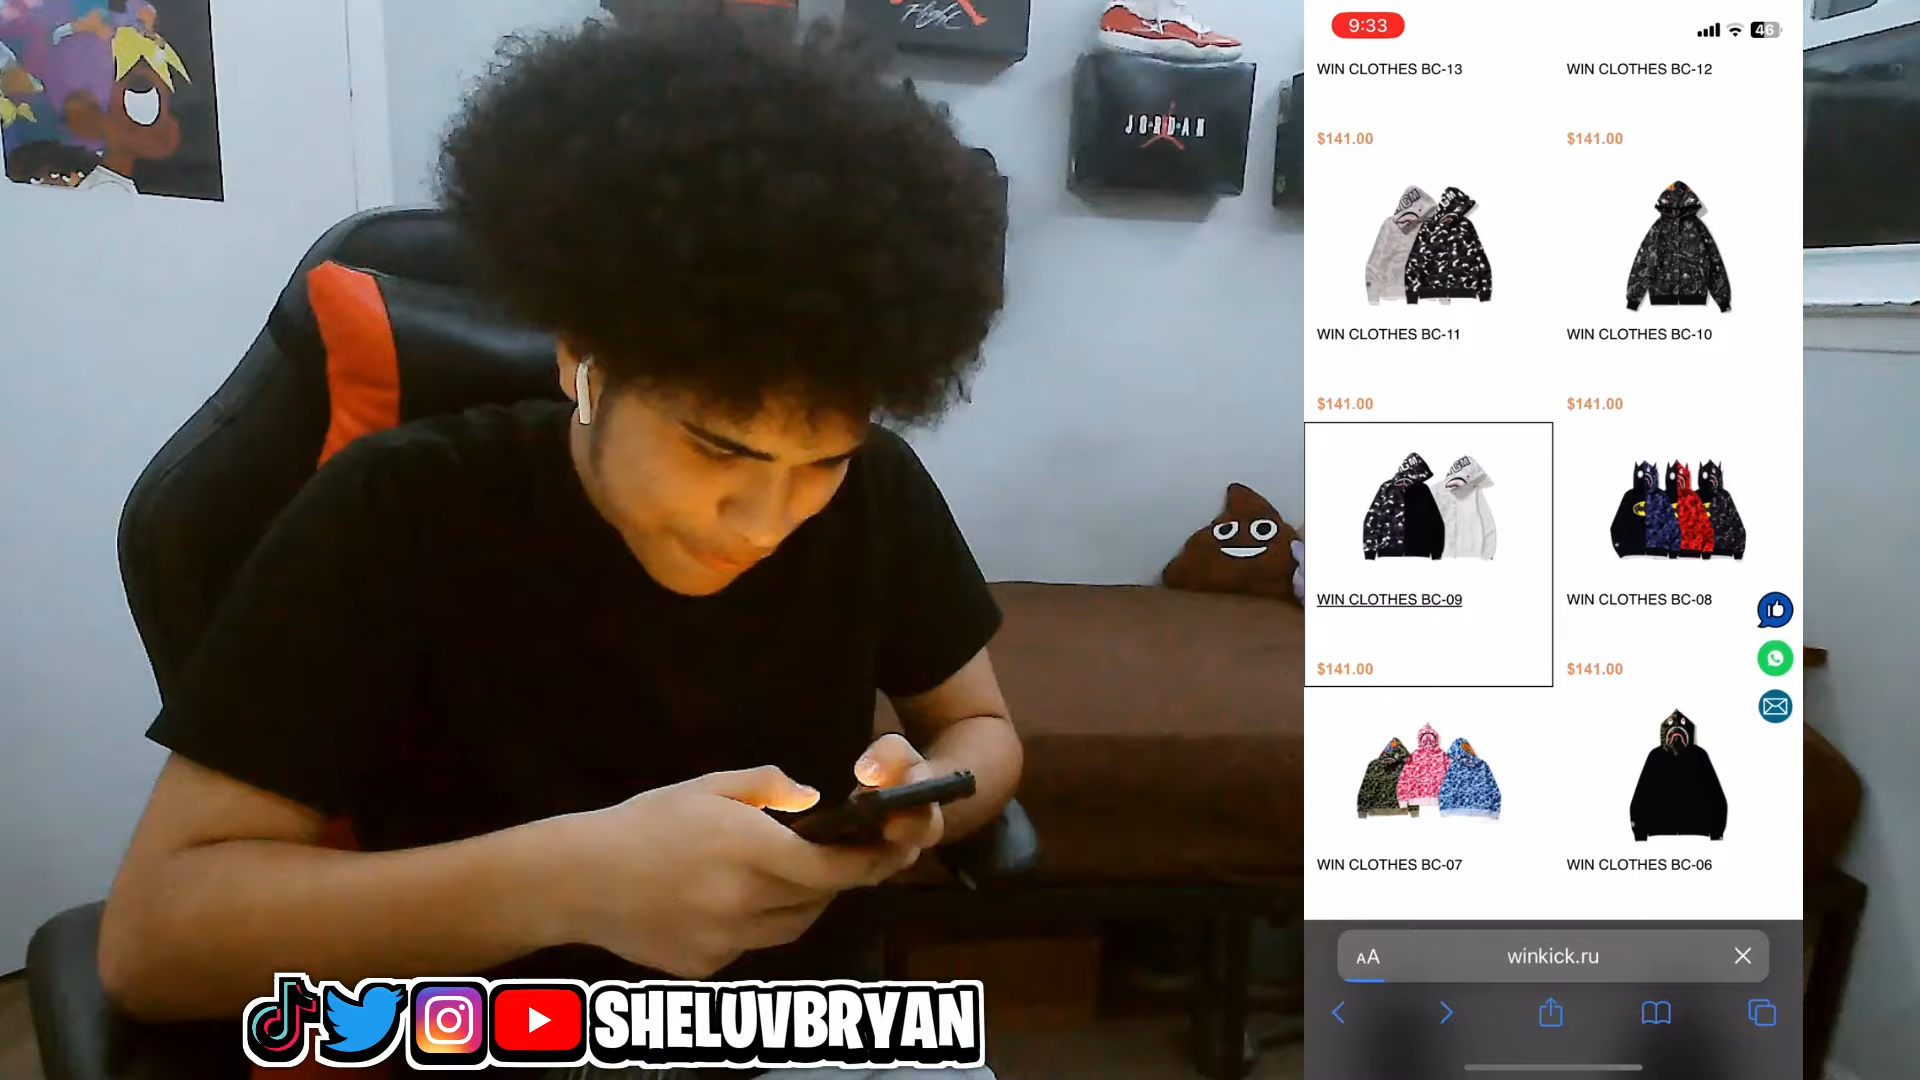 Flight
JORDAN
9:33
46
WIN CLOTHES BC-13
WIN CLOTHES BC-12
$141.00
$141.00
WIN CLOTHES BC-11
WIN CLOTHES BC-10
$141.00
$141.00
WIN CLOTHES BC-09
WIN CLOTHES BC-08
$141.00
$141.00
WIN CLOTHES BC-07
WIN CLOTHES BC-06
AA
winkick.ru
SHELUVBRYAN